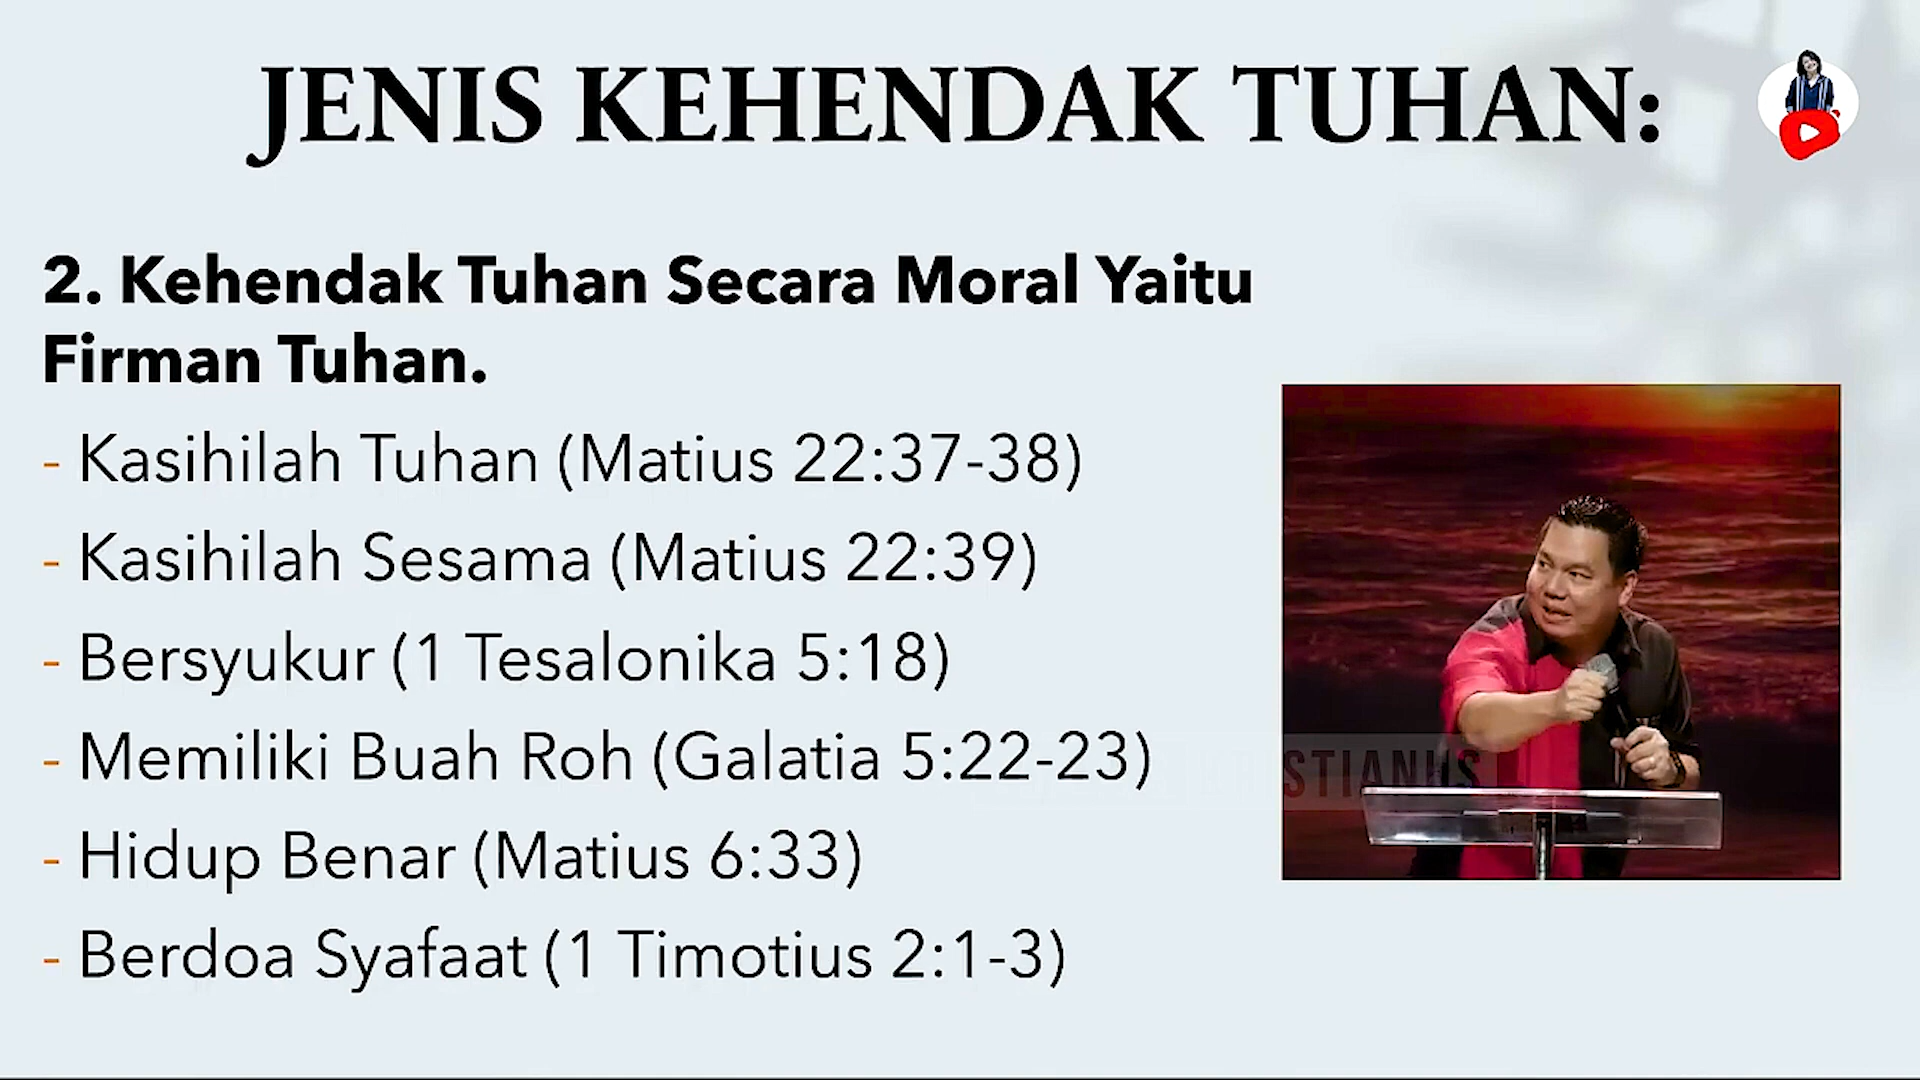 JENIS KEHENDAK TUHAN:
2. Kehendak Tuhan Secara Moral Yaitu
Firman Tuhan.
- Kasihilah Tuhan (Matius 22:37-38)
- Kasihilah Sesama (Matius 22:39)
- Bersyukur (1 Tesalonika 5:18)
- Memiliki Buah Roh (Galatia 5:22-23)
KRISTIANUS
- Hidup Benar (Matius 6:33)
- Berdoa Syafaat (1 Timotius 2:1-3)